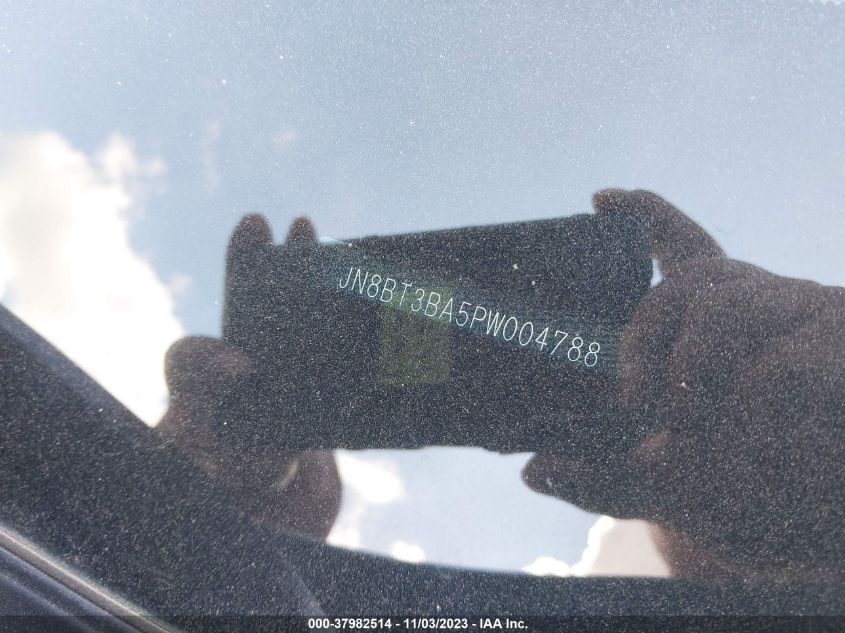 JN8BT3BA5PW004788
000-37982514 - 11/03/2023 - IAA Inc.